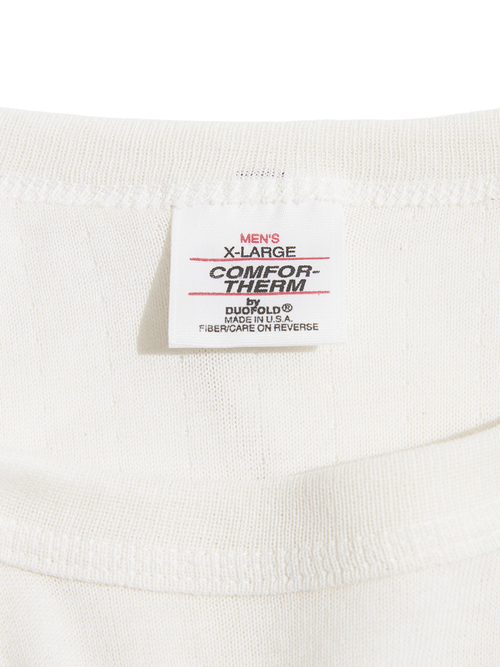 MEN'S
X-LARGE
COMFOR-
THERM
by
DUOFOLD®
MADE IN U.S.A.
FIBER/CARE ON REVERSE